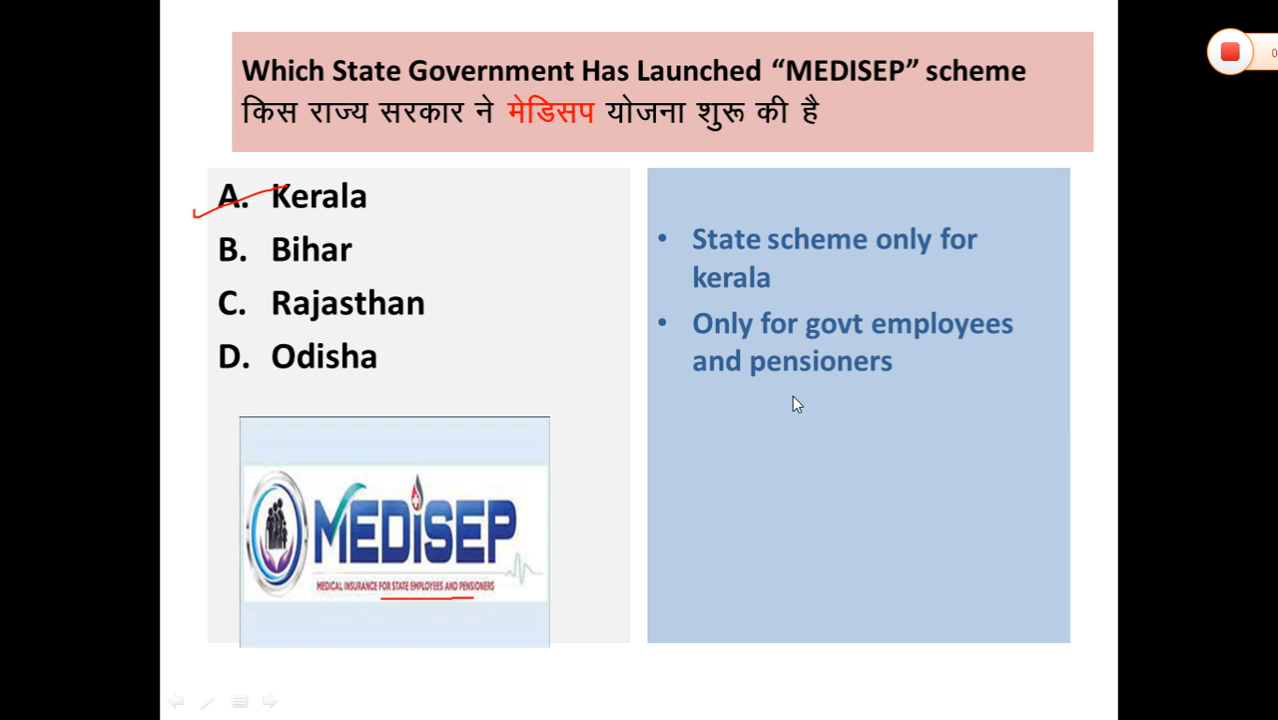 Which State Government Has Launched “MEDISEP” scheme
किस राज्य सरकार ने मेडिसप योजना शुरू की है
A. Kerala
B. Bihar
C. Rajasthan
D. Odisha
MEDiSEP
MEDICAL INSURANCE FOR STATE EMPLOYEES AND PENSIONERS
• State scheme only for
kerala
• Only for govt employees
and pensioners
0